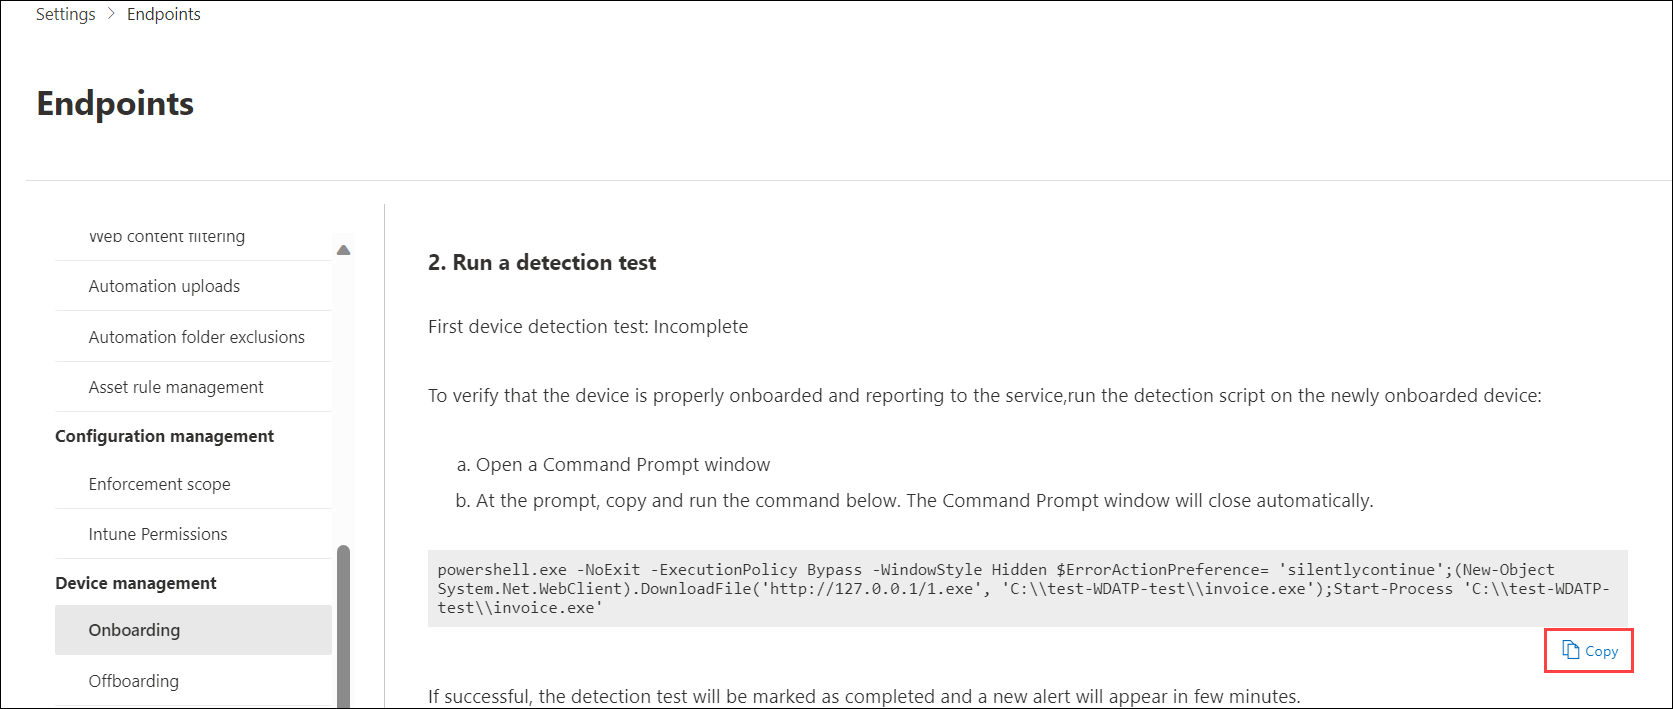 Settings > Endpoints
Endpoints
Web content filtering
Automation uploads
Automation folder exclusions
Asset rule management
Configuration management
Enforcement scope
Intune Permissions
Device management
Onboarding
Offboarding
2. Run a detection test
First device detection test: Incomplete
To verify that the device is properly onboarded and reporting to the service,run the detection script on the newly onboarded device:
a. Open a Command Prompt window
b. At the prompt, copy and run the command below. The Command Prompt window will close automatically.
powershell.exe -NoExit -ExecutionPolicy Bypass -WindowStyle Hidden $ErrorActionPreference= 'silentlycontinue';(New-Object
System.Net.WebClient).DownloadFile('http://127.0.0.1/1.exe', 'C:\\test-WDATP-test\\invoice.exe');Start-Process 'C:\\test-WDATP-
test\\invoice.exe'
Copy
If successful, the detection test will be marked as completed and a new alert will appear in few minutes.